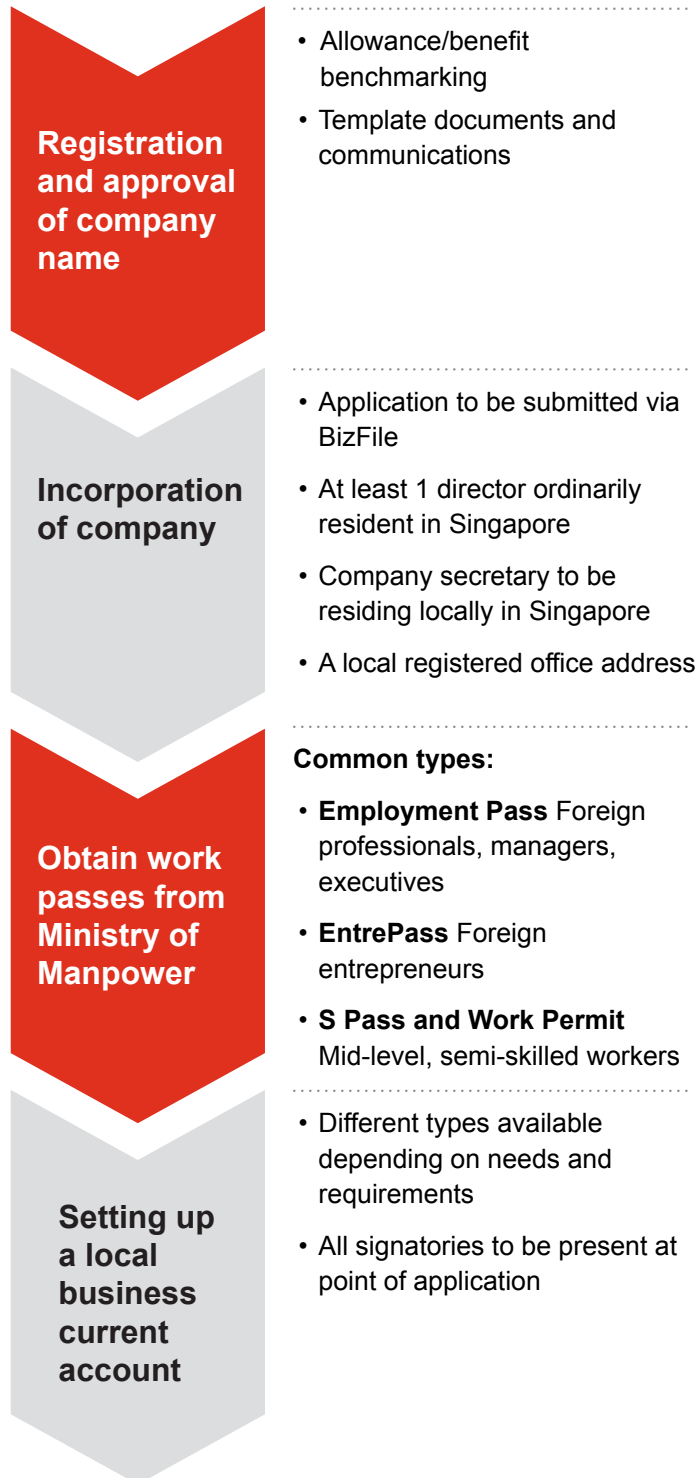 Registration
and approval
of company
name
• Allowance/benefit
benchmarking
• Template documents and
communications
Incorporation
of company
• Application to be submitted via
BizFile
• At least 1 director ordinarily
resident in Singapore
• Company secretary to be
residing locally in Singapore
• A local registered office address
Obtain work
passes from
Ministry of
Manpower
Common types:
• Employment Pass Foreign
professionals, managers,
executives
• EntrePass Foreign
entrepreneurs
• S Pass and Work Permit
Mid-level, semi-skilled workers
Setting up
a local
business
current
account
• Different types available
depending on needs and
requirements
• All signatories to be present at
point of application